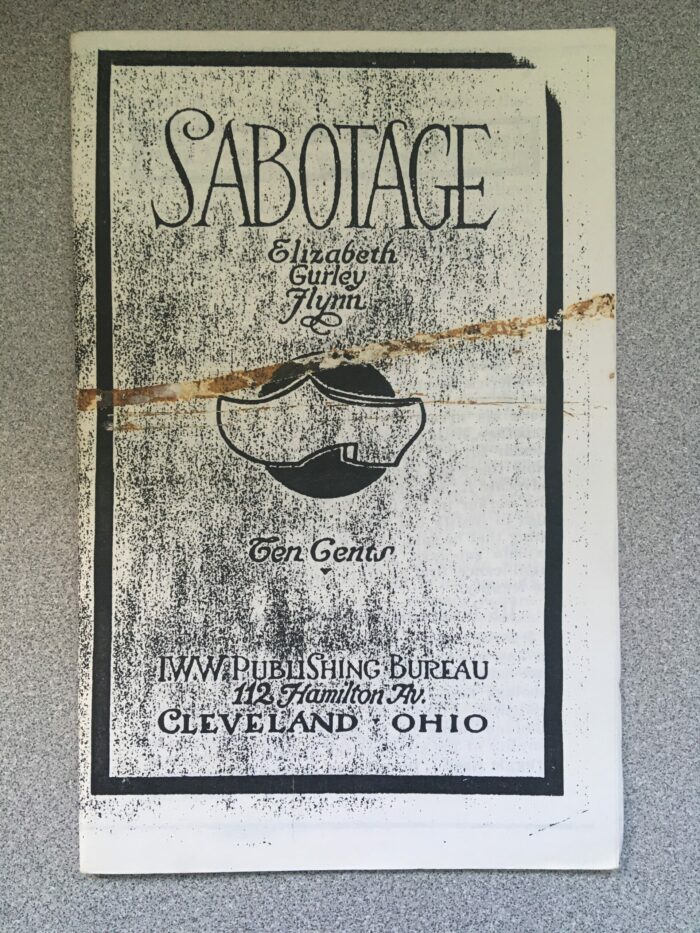 SABOTAGE
Elizabeth
Gurley
Flynn
Ten Cents
I.W.W. PUBLISHING BUREAU
112 Hamilton Av.
CLEVELAND · OHIO